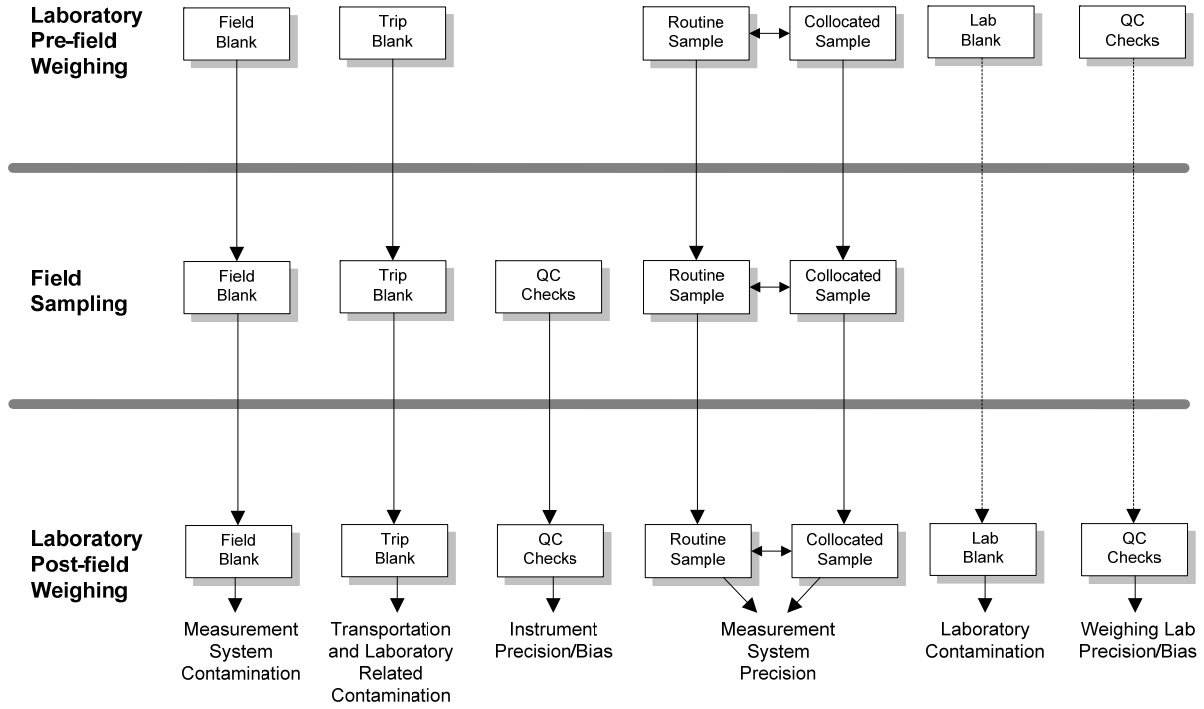 Laboratory
Pre-field
Weighing
Field
Blank
Trip
Blank
Routine
Sample
Collocated
Sample
Lab
Blank
QC
Checks
Field
Sampling
Field
Blank
Trip
Blank
QC
Checks
Routine
Sample
Collocated
Sample
Laboratory
Post-field
Weighing
Field
Blank
Trip
Blank
QC
Checks
Routine
Sample
Collocated
Sample
Lab
Blank
QC
Checks
Measurement
System
Contamination
Transportation
and Laboratory
Related
Contamination
Instrument
Precision/Bias
Measurement
System
Precision
Laboratory
Contamination
Weighing Lab
Precision/Bias